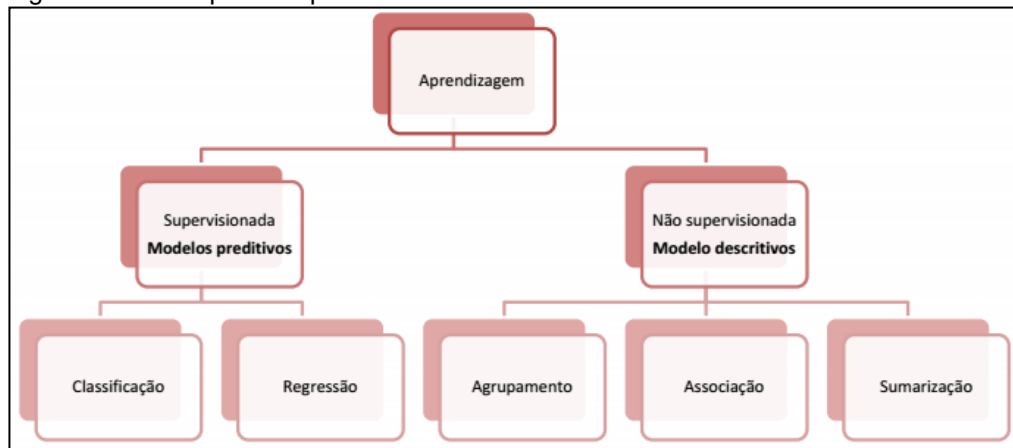 Aprendizagem
Supervisionada
Modelos preditivos
Não supervisionada
Modelo descritivos
Classificação
Regressão
Agrupamento
Associação
Sumarização